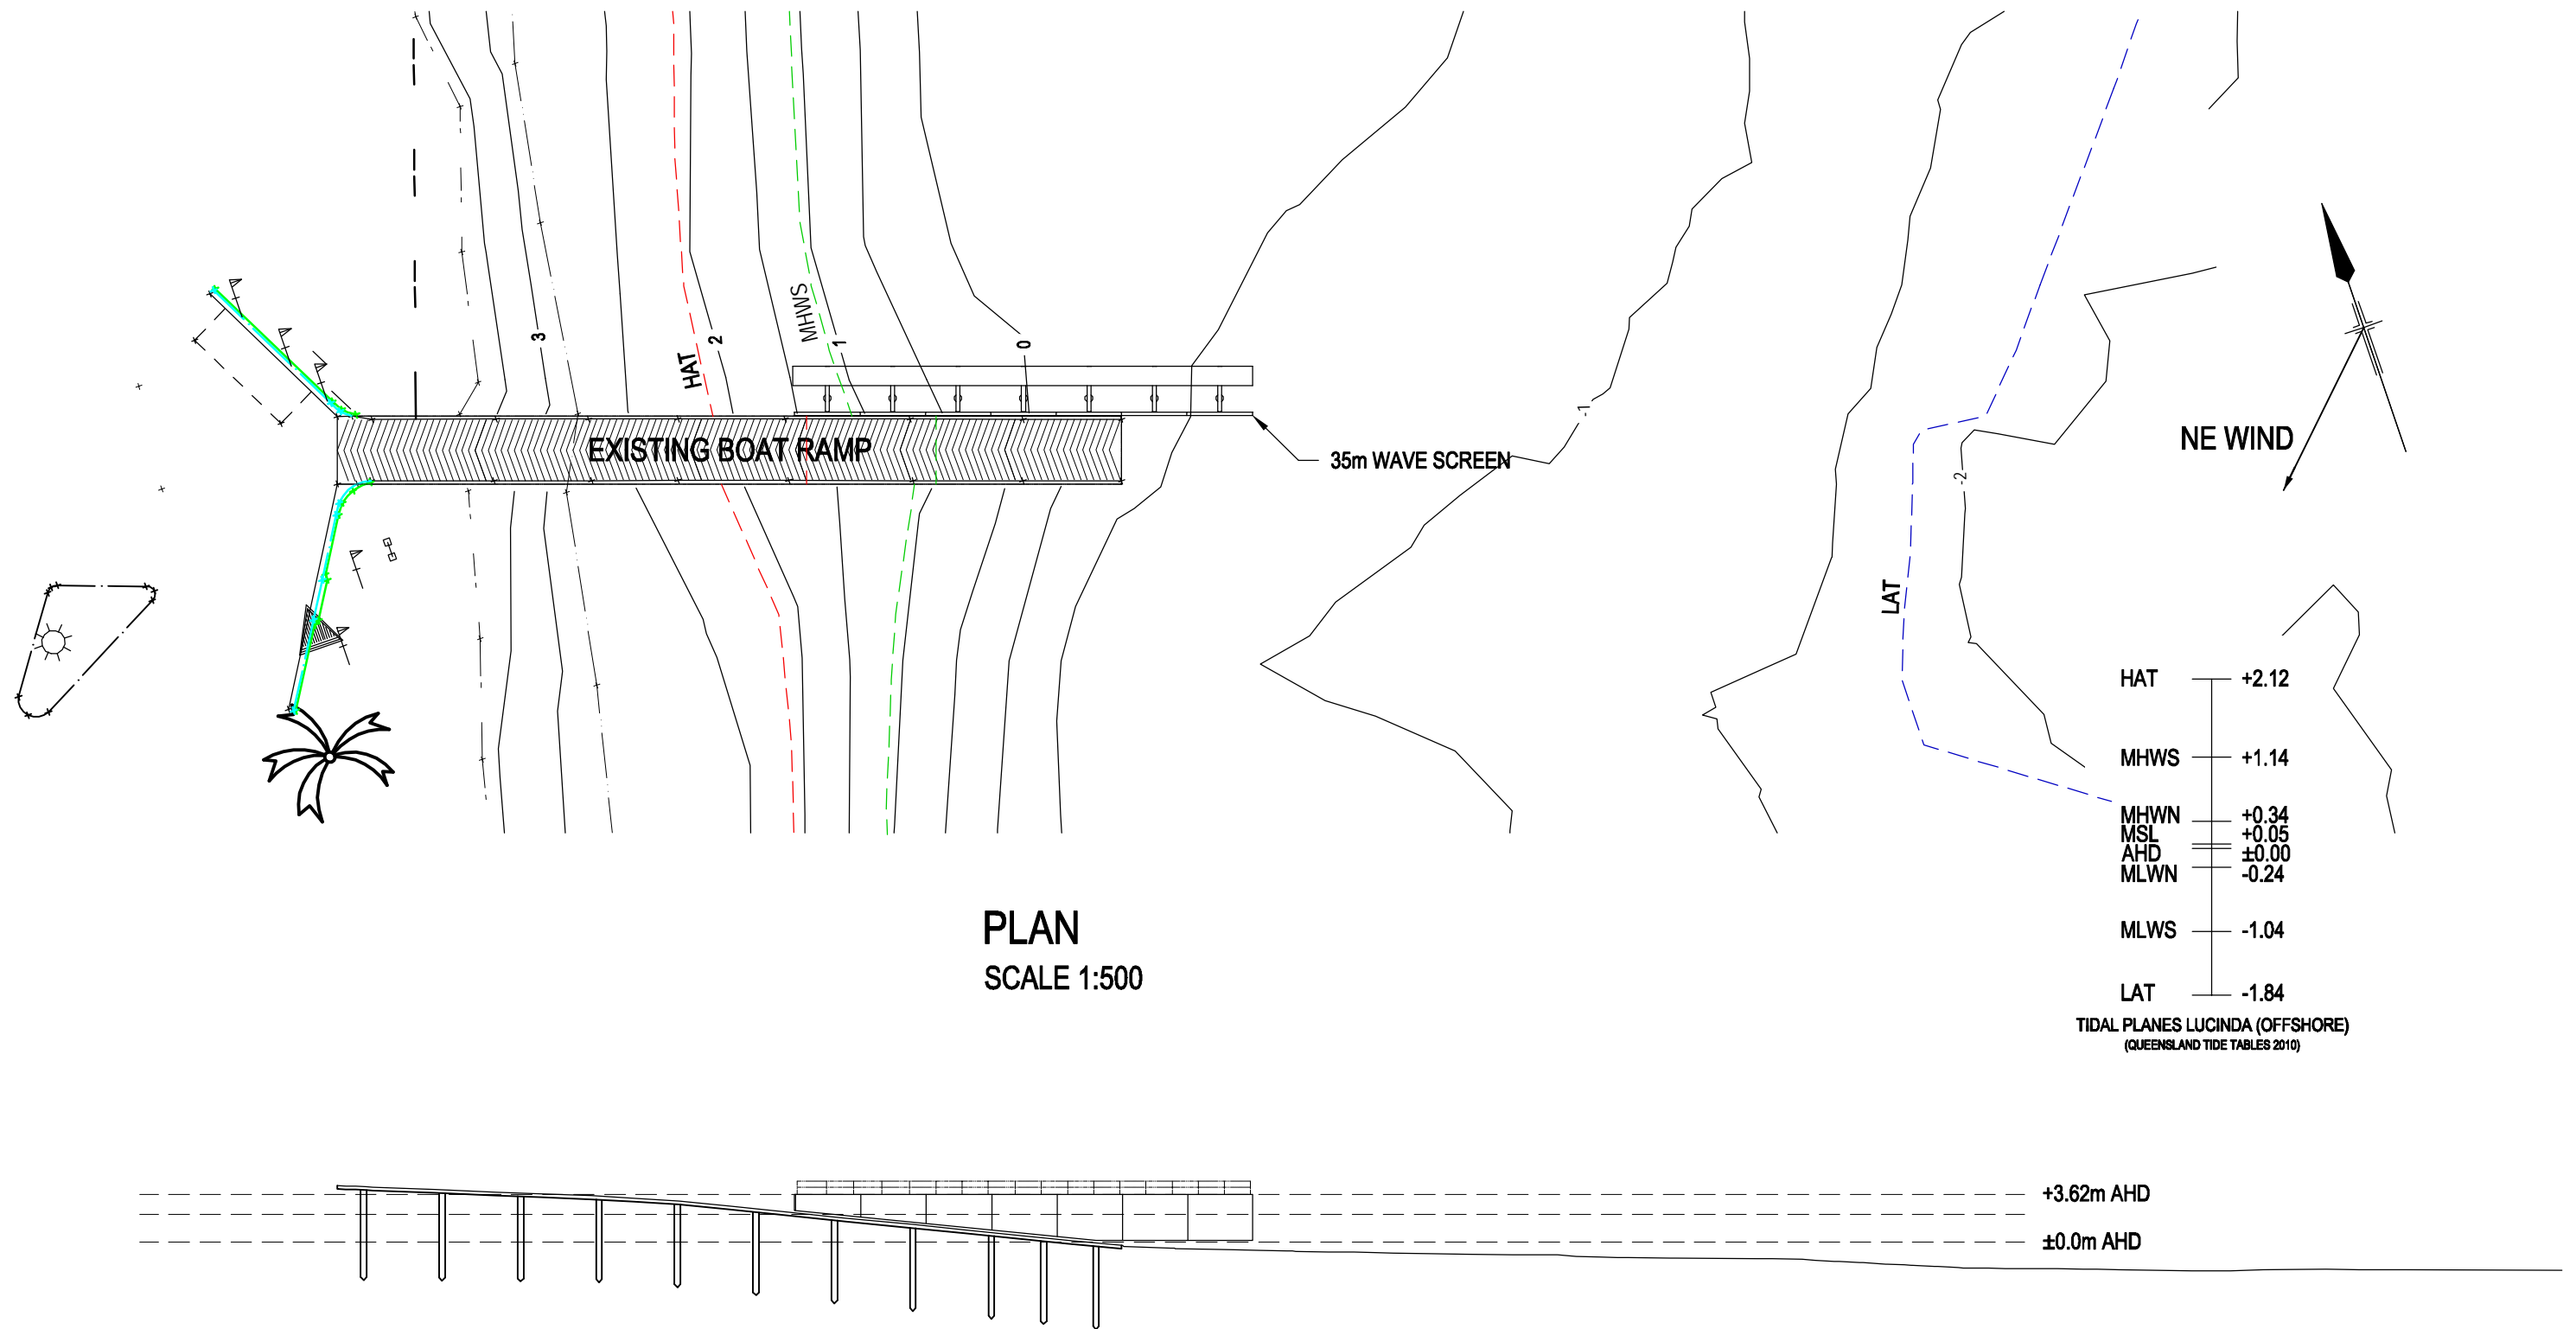 3
HAT
2
MHWS
1
0
-1
EXISTING BOAT RAMP
35m WAVE SCREEN
NE WIND
-2
LAT
HAT +2.12
MHWS +1.14
MHWN +0.34
MSL +0.05
AHD ±0.00
MLWN -0.24
MLWS -1.04
LAT -1.84
TIDAL PLANES LUCINDA (OFFSHORE)
(QUEENSLAND TIDE TABLES 2010)
PLAN
SCALE 1:500
+3.62m AHD
±0.0m AHD